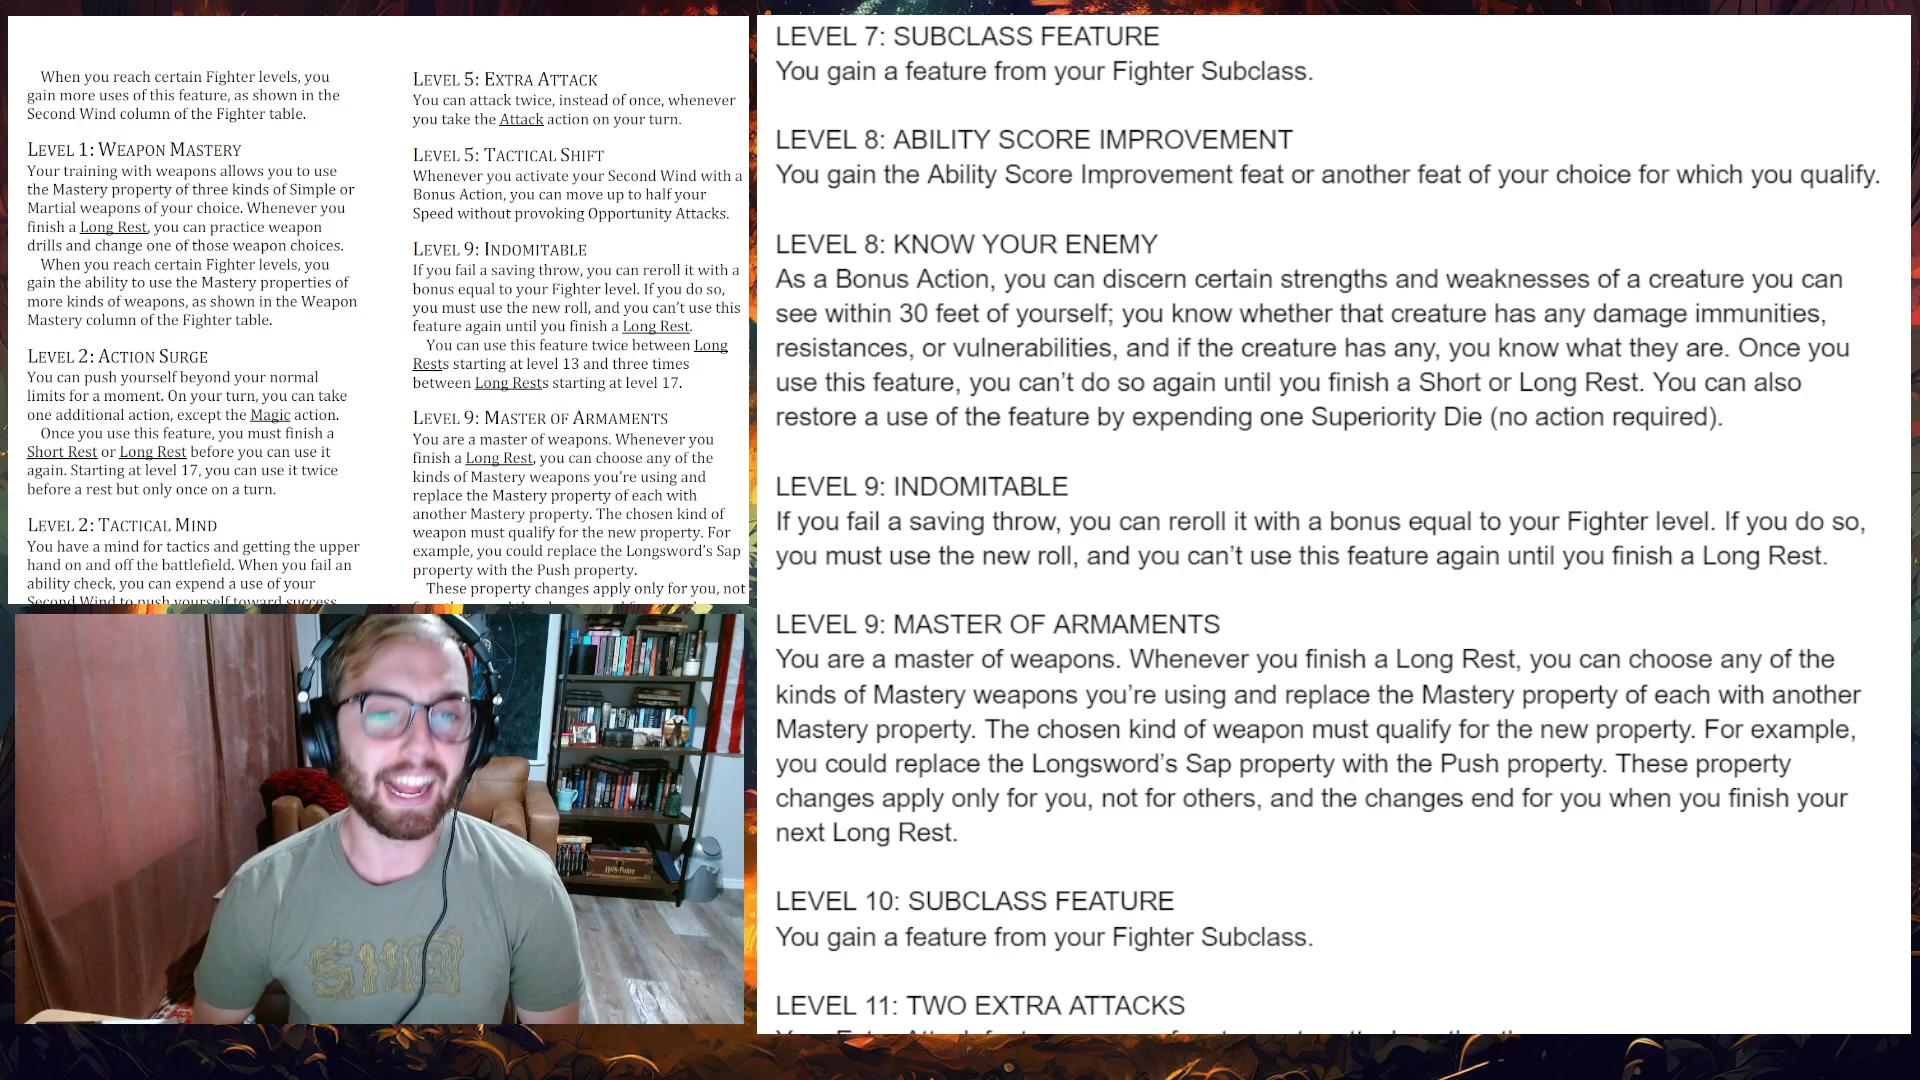 When you reach certain Fighter levels, you
gain more uses of this feature, as shown in the
Second Wind column of the Fighter table.
LEVEL 1: WEAPON MASTERY
Your training with weapons allows you to use
the Mastery property of three kinds of Simple or
Martial weapons of your choice. Whenever you
finish a Long Rest, you can practice weapon
drills and change one of those weapon choices.
When you reach certain Fighter levels, you
gain the ability to use the Mastery properties of
more kinds of weapons, as shown in the Weapon
Mastery column of the Fighter table.
LEVEL 2: ACTION SURGE
You can push yourself beyond your normal
limits for a moment. On your turn, you can take
one additional action, except the Magic action.
Once you use this feature, you must finish a
Short Rest or Long Rest before you can use it
again. Starting at level 17, you can use it twice
before a rest but only once on a turn.
LEVEL 2: TACTICAL MIND
You have a mind for tactics and getting the upper
hand on and off the battlefield. When you fail an
ability check, you can expend a use of your
Second Wind to push yourself toward success
LEVEL 5: EXTRA ATTACK
You can attack twice, instead of once, whenever
you take the Attack action on your turn.
LEVEL 5: TACTICAL SHIFT
Whenever you activate your Second Wind with a
Bonus Action, you can move up to half your
Speed without provoking Opportunity Attacks.
LEVEL 9: INDOMITABLE
If you fail a saving throw, you can reroll it with a
bonus equal to your Fighter level. If you do so,
you must use the new roll, and you can't use this
feature again until you finish a Long Rest.
You can use this feature twice between Long
Rests starting at level 13 and three times
between Long Rests starting at level 17.
LEVEL 9: MASTER OF ARMAMENTS
You are a master of weapons. Whenever you
finish a Long Rest, you can choose any of the
kinds of Mastery weapons you're using and
replace the Mastery property of each with
another Mastery property. The chosen kind of
weapon must qualify for the new property. For
example, you could replace the Longsword's Sap
property with the Push property.
These property changes apply only for you, not
LEVEL 7: SUBCLASS FEATURE
You gain a feature from your Fighter Subclass.
LEVEL 8: ABILITY SCORE IMPROVEMENT
You gain the Ability Score Improvement feat or another feat of your choice for which you qualify.
LEVEL 8: KNOW YOUR ENEMY
As a Bonus Action, you can discern certain strengths and weaknesses of a creature you can
see within 30 feet of yourself; you know whether that creature has any damage immunities,
resistances, or vulnerabilities, and if the creature has any, you know what they are. Once you
use this feature, you can't do so again until you finish a Short or Long Rest. You can also
restore a use of the feature by expending one Superiority Die (no action required).
LEVEL 9: INDOMITABLE
If you fail a saving throw, you can reroll it with a bonus equal to your Fighter level. If you do so,
you must use the new roll, and you can't use this feature again until you finish a Long Rest.
LEVEL 9: MASTER OF ARMAMENTS
You are a master of weapons. Whenever you finish a Long Rest, you can choose any of the
kinds of Mastery weapons you're using and replace the Mastery property of each with another
Mastery property. The chosen kind of weapon must qualify for the new property. For example,
you could replace the Longsword's Sap property with the Push property. These property
changes apply only for you, not for others, and the changes end for you when you finish your
next Long Rest.
LEVEL 10: SUBCLASS FEATURE
You gain a feature from your Fighter Subclass.
LEVEL 11: TWO EXTRA ATTACKS
Harry Potter